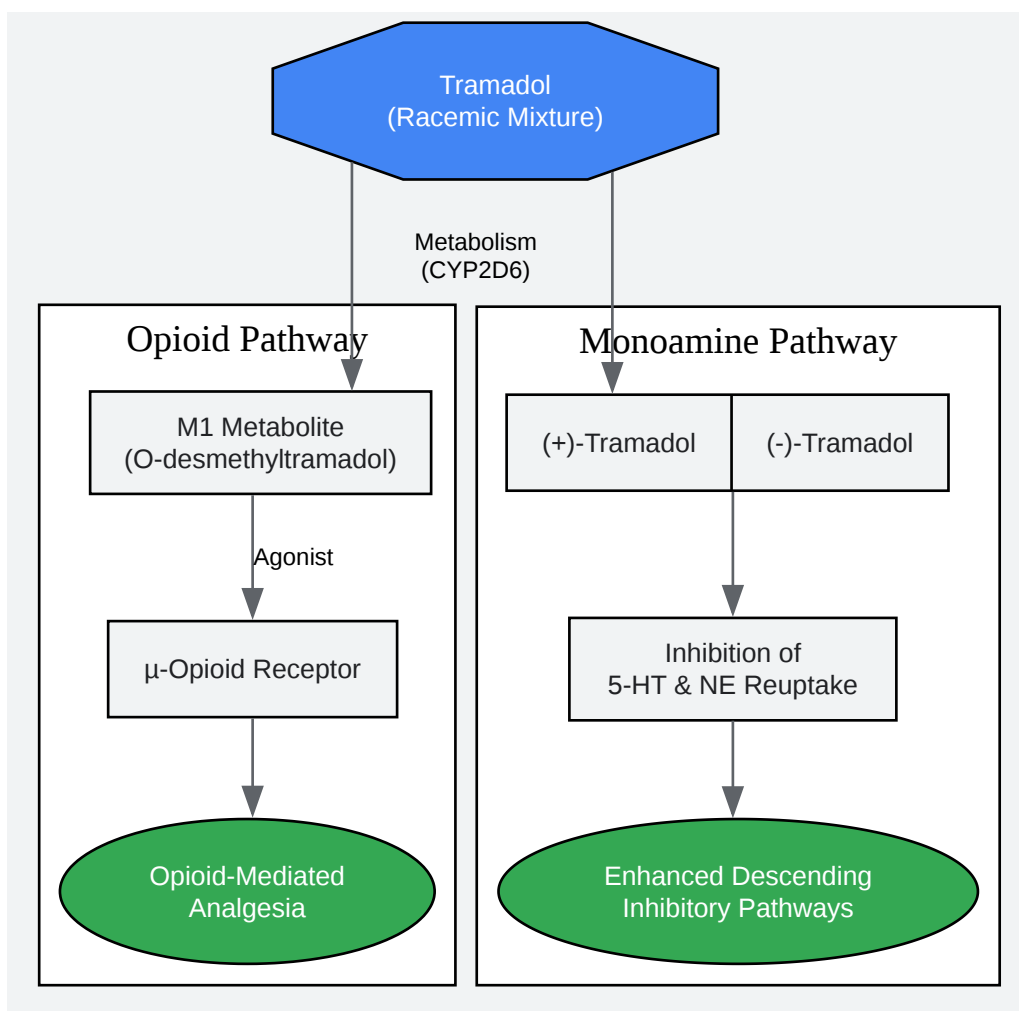 Tramadol
(Racemic Mixture)
Metabolism
(CYP2D6)
Opioid Pathway
M1 Metabolite
(O-desmethyltramadol)
Agonist
µ-Opioid Receptor
Opioid-Mediated
Analgesia
Monoamine Pathway
(+)-Tramadol
(-)-Tramadol
Inhibition of
5-HT & NE Reuptake
Enhanced Descending
Inhibitory Pathways